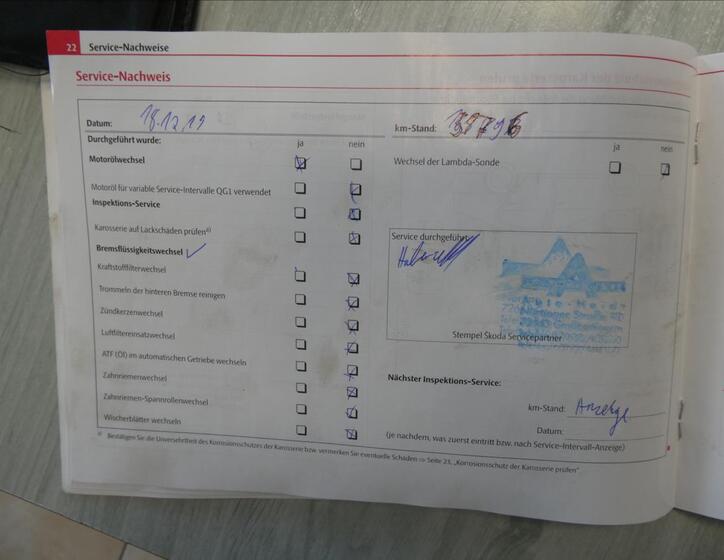 22 Service-Nachweise
Service-Nachweis
Datum: 18.12.19
km-Stand:
Durchgeführt wurde: ja nein
ja nein
Motorölwechsel
Wechsel der Lambda-Sonde
Motoröl für variable Service-Intervalle QG1 verwendet
Inspektions-Service
Karosserie auf Lackschäden prüfen a)
Bremsflüssigkeitswechsel
Kraftstofffilterwechsel
Trommeln der hinteren Bremse reinigen
Zündkerzenwechsel
Luftfiltereinsatzwechsel
ATF (Öl) im automatischen Getriebe wechseln
Zahnriemenwechsel
Zahnriemen-Spannrollenwechsel
Wischerblätter wechseln
Service durchgeführt
Stempel Škoda Servicepartner
Nächster Inspektions-Service:
km-Stand: Anzeige
Datum:
(je nachdem, was zuerst eintritt bzw. nach Service-Intervall-Anzeige)
a) Bestätigen Sie die Unversehrtheit des Korrosionsschutzes der Karosserie bzw. vermerken Sie eventuelle Schäden ⇒ Seite 23, „Korrosionsschutz der Karosserie prüfen"